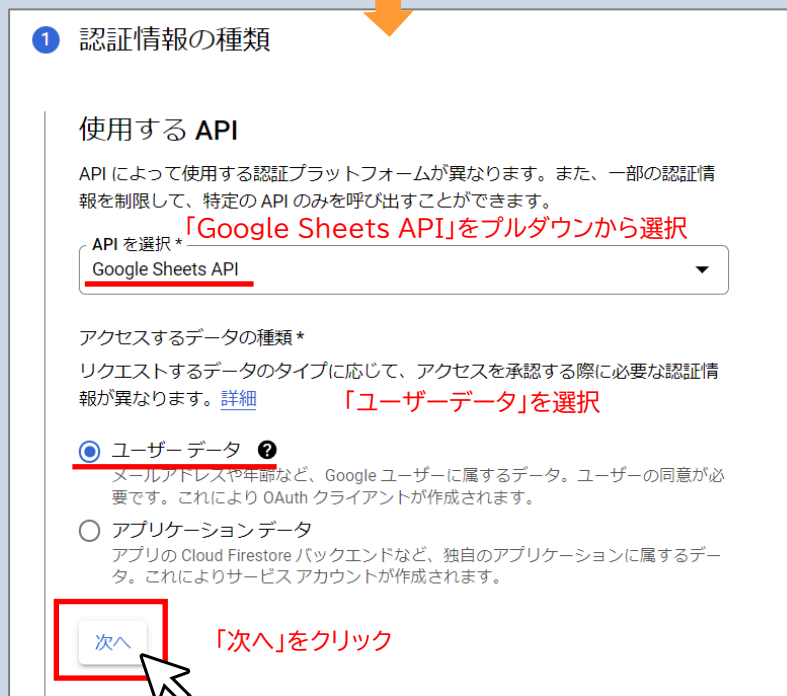 1 認証情報の種類
使用する API
API によって使用する認証プラットフォームが異なります。また、一部の認証情
報を制限して、特定の API のみを呼び出すことができます。
「Google Sheets API」をプルダウンから選択
API を選択 *
Google Sheets API
アクセスするデータの種類 *
リクエストするデータのタイプに応じて、アクセスを承認する際に必要な認証情
報が異なります。詳細
「ユーザーデータ」を選択
ユーザー データ ?
メールアドレスや年齢など、Google ユーザーに属するデータ。ユーザーの同意が必
要です。これにより OAuth クライアントが作成されます。
アプリケーション データ
アプリの Cloud Firestore バックエンドなど、独自のアプリケーションに属するデー
タ。これによりサービス アカウントが作成されます。
次へ
「次へ」をクリック